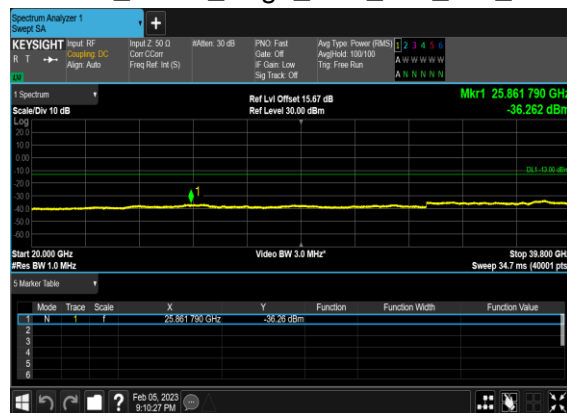 Spectrum Analyzer 1
Swept SA
KEYSIGHT Input: RF Input Z: 50 Ω #Atten: 30 dB PNO: Fast Avg Type: Power (RMS) 1 2 3 4 5 6
R T Coupling: DC Corr CCorr Gate: Off Avg|Hold: 100/100 A W W W W W
Align: Auto Freq Ref: Int (S) IF Gain: Low Trig: Free Run A N N N N N
Sig Track: Off
1 Spectrum
Ref Lvl Offset 15.67 dB Mkr1 25.861 790 GHz
Scale/Div 10 dB Ref Level 30.00 dBm -36.262 dBm
Log
20.0
10.0
0.00
-10.0
DL1 -13.00 dBm
-20.0
-30.0
1
-40.0
-50.0
-60.0
Start 20.000 GHz Video BW 3.0 MHz* Stop 39.800 GHz
#Res BW 1.0 MHz Sweep 34.7 ms (40001 pts)
5 Marker Table
Mode Trace Scale X Y Function Function Width Function Value
1 N 1 f 25.861 790 GHz -36.26 dBm
2
3
4
5
6
? Feb 05, 2023
9:10:27 PM